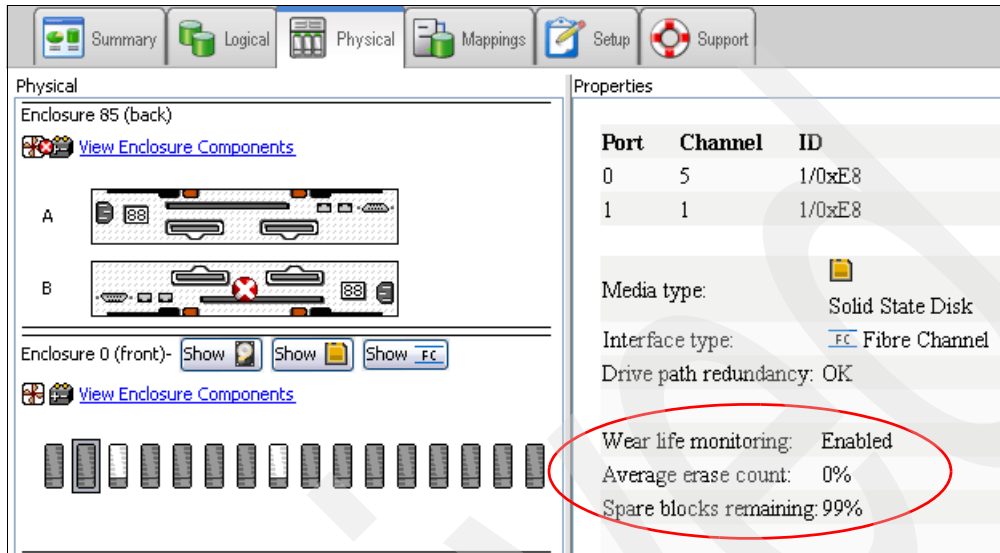 Summary Logical Physical Mappings Setup Support
Physical
Enclosure 85 (back)
View Enclosure Components
A
88
B
88
Enclosure 0 (front)- Show Show Show FC
View Enclosure Components
Properties
Port Channel ID
0 5 1/0xE8
1 1 1/0xE8
Media type:
Solid State Disk
Interface type: FC Fibre Channel
Drive path redundancy: OK
Wear life monitoring: Enabled
Average erase count: 0%
Spare blocks remaining: 99%